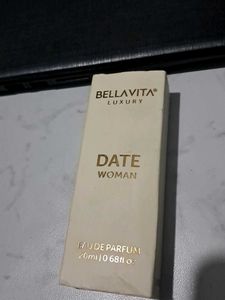 BELLAVITA®
LUXURY
DATE
WOMAN
EAU DE PARFUM
20ml | 0.68fl oz